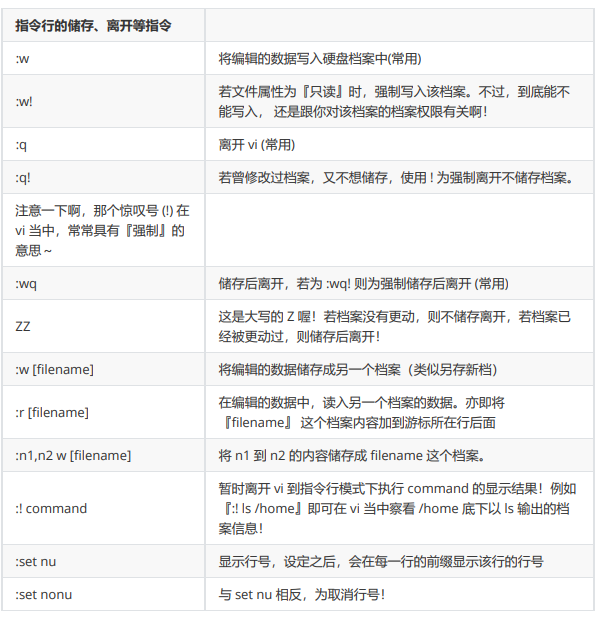 指令行的储存、离开等指令
:w
将编辑的数据写入硬盘档案中(常用)
:w!
若文件属性为『只读』时，强制写入该档案。不过，到底能不
能写入， 还是跟你对该档案的档案权限有关啊！
:q
离开 vi (常用)
:q!
若曾修改过档案，又不想储存，使用 ! 为强制离开不储存档案。
注意一下啊，那个惊叹号 (!) 在
vi 当中，常常具有『强制』的
意思～
:wq
储存后离开，若为 :wq! 则为强制储存后离开 (常用)
ZZ
这是大写的 Z 喔！若档案没有更动，则不储存离开，若档案已
经被更动过，则储存后离开！
:w [filename]
将编辑的数据储存成另一个档案（类似另存新档）
:r [filename]
在编辑的数据中，读入另一个档案的数据。亦即将
『filename』 这个档案内容加到游标所在行后面
:n1,n2 w [filename]
将 n1 到 n2 的内容储存成 filename 这个档案。
:! command
暂时离开 vi 到指令行模式下执行 command 的显示结果！例如
『:! ls /home』即可在 vi 当中察看 /home 底下以 ls 输出的档
案信息！
:set nu
显示行号，设定之后，会在每一行的前缀显示该行的行号
:set nonu
与 set nu 相反，为取消行号！